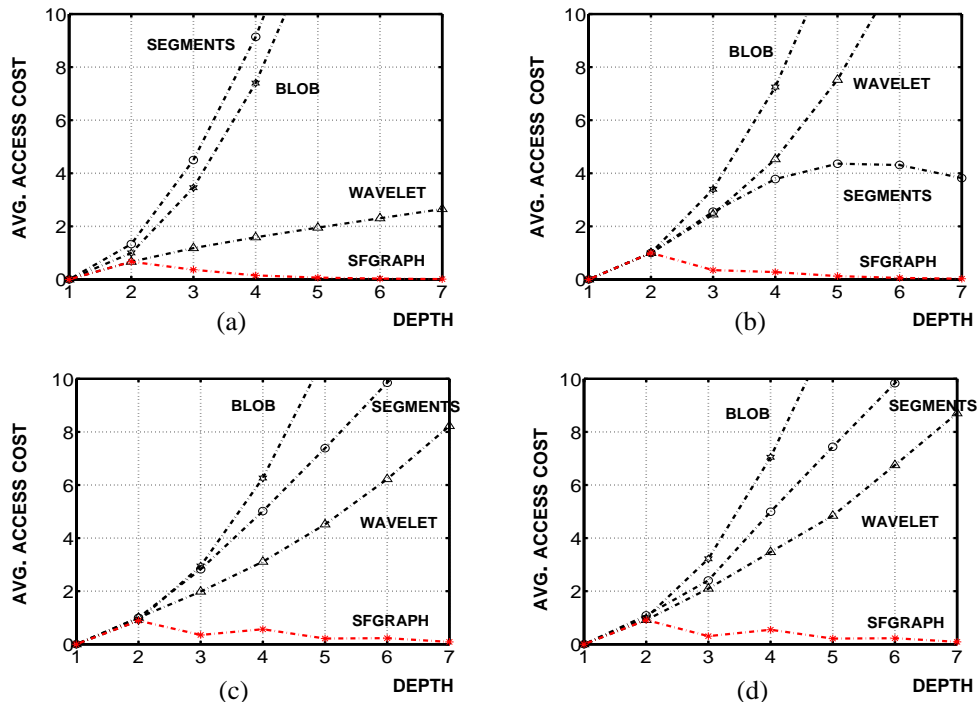 10
8
6
4
2
0
1 2 3 4 5 6 7
AVG. ACCESS COST
DEPTH
SEGMENTS
BLOB
WAVELET
SFGRAPH
(a)
10
8
6
4
2
0
1 2 3 4 5 6 7
AVG. ACCESS COST
DEPTH
BLOB
WAVELET
SEGMENTS
SFGRAPH
(b)
10
8
6
4
2
0
1 2 3 4 5 6 7
AVG. ACCESS COST
DEPTH
BLOB
SEGMENTS
WAVELET
SFGRAPH
(c)
10
8
6
4
2
0
1 2 3 4 5 6 7
AVG. ACCESS COST
DEPTH
BLOB
SEGMENTS
WAVELET
SFGRAPH
(d)